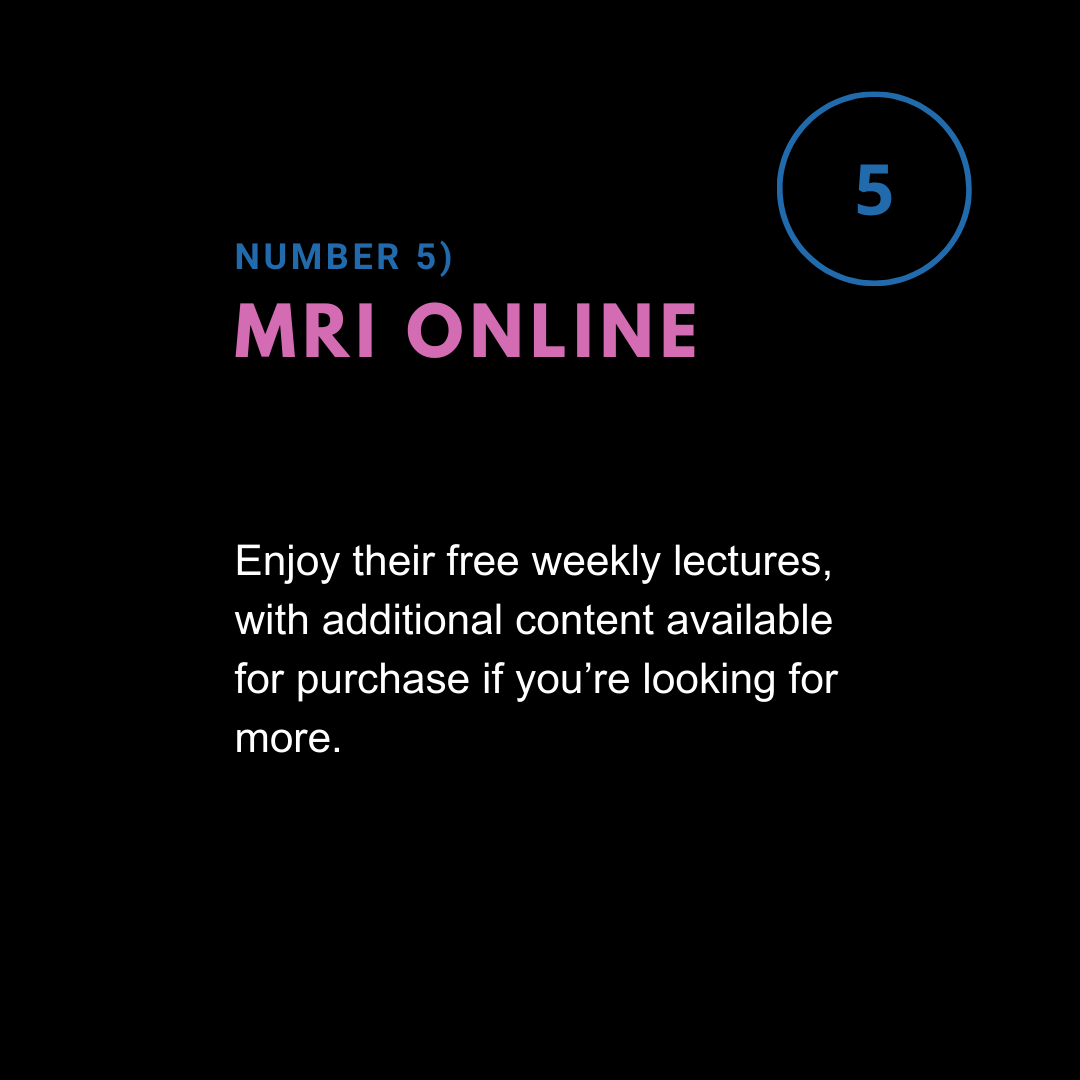 5
NUMBER 5)
MRI ONLINE
Enjoy their free weekly lectures,
with additional content available
for purchase if you’re looking for
more.